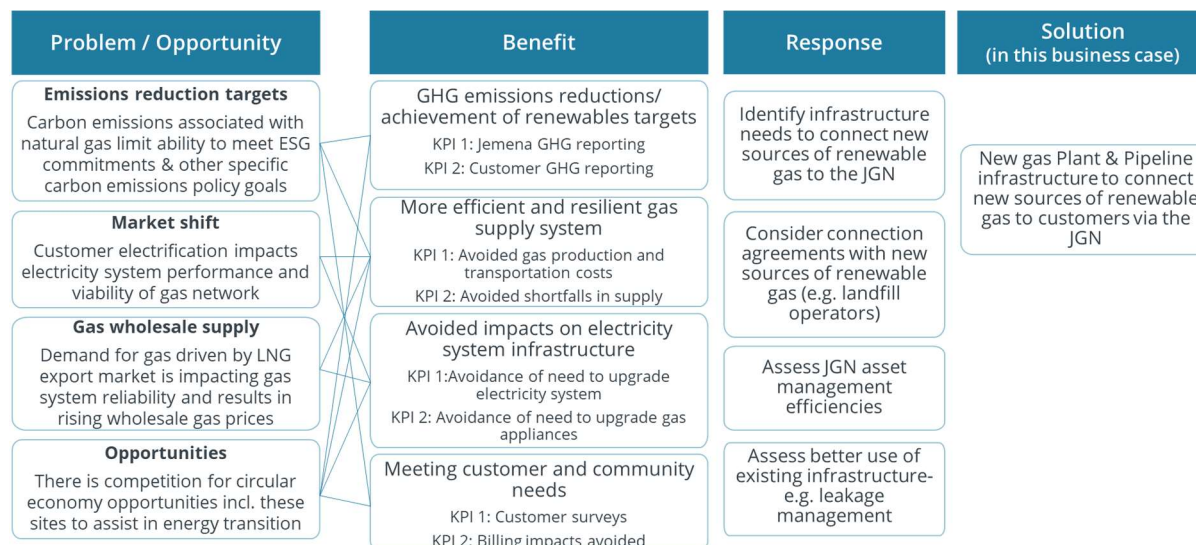 Problem / Opportunity
Emissions reduction targets
Carbon emissions associated with
natural gas limit ability to meet ESG
commitments & other specific
carbon emissions policy goals
Market shift
Customer electrification impacts
electricity system performance and
viability of gas network
Gas wholesale supply
Demand for gas driven by LNG
export market is impacting gas
system reliability and results in
rising wholesale gas prices
Opportunities
There is competition for circular
economy opportunities incl. these
sites to assist in energy transition
Benefit
GHG emissions reductions/
achievement of renewables targets
KPI 1: Jemena GHG reporting
KPI 2: Customer GHG reporting
More efficient and resilient gas
supply system
KPI 1: Avoided gas production and
transportation costs
KPI 2: Avoided shortfalls in supply
Avoided impacts on electricity
system infrastructure
KPI 1:Avoidance of need to upgrade
electricity system
KPI 2: Avoidance of need to upgrade gas
appliances
Meeting customer and community
needs
KPI 1: Customer surveys
KPI 2: Billing impacts avoided
Response
Identify infrastructure
needs to connect new
sources of renewable
gas to the JGN
Consider connection
agreements with new
sources of renewable
gas (e.g. landfill
operators)
Assess JGN asset
management
efficiencies
Assess better use of
existing infrastructure-
e.g. leakage
management
Solution
(in this business case)
New gas Plant & Pipeline
infrastructure to connect
new sources of renewable
gas to customers via the
JGN